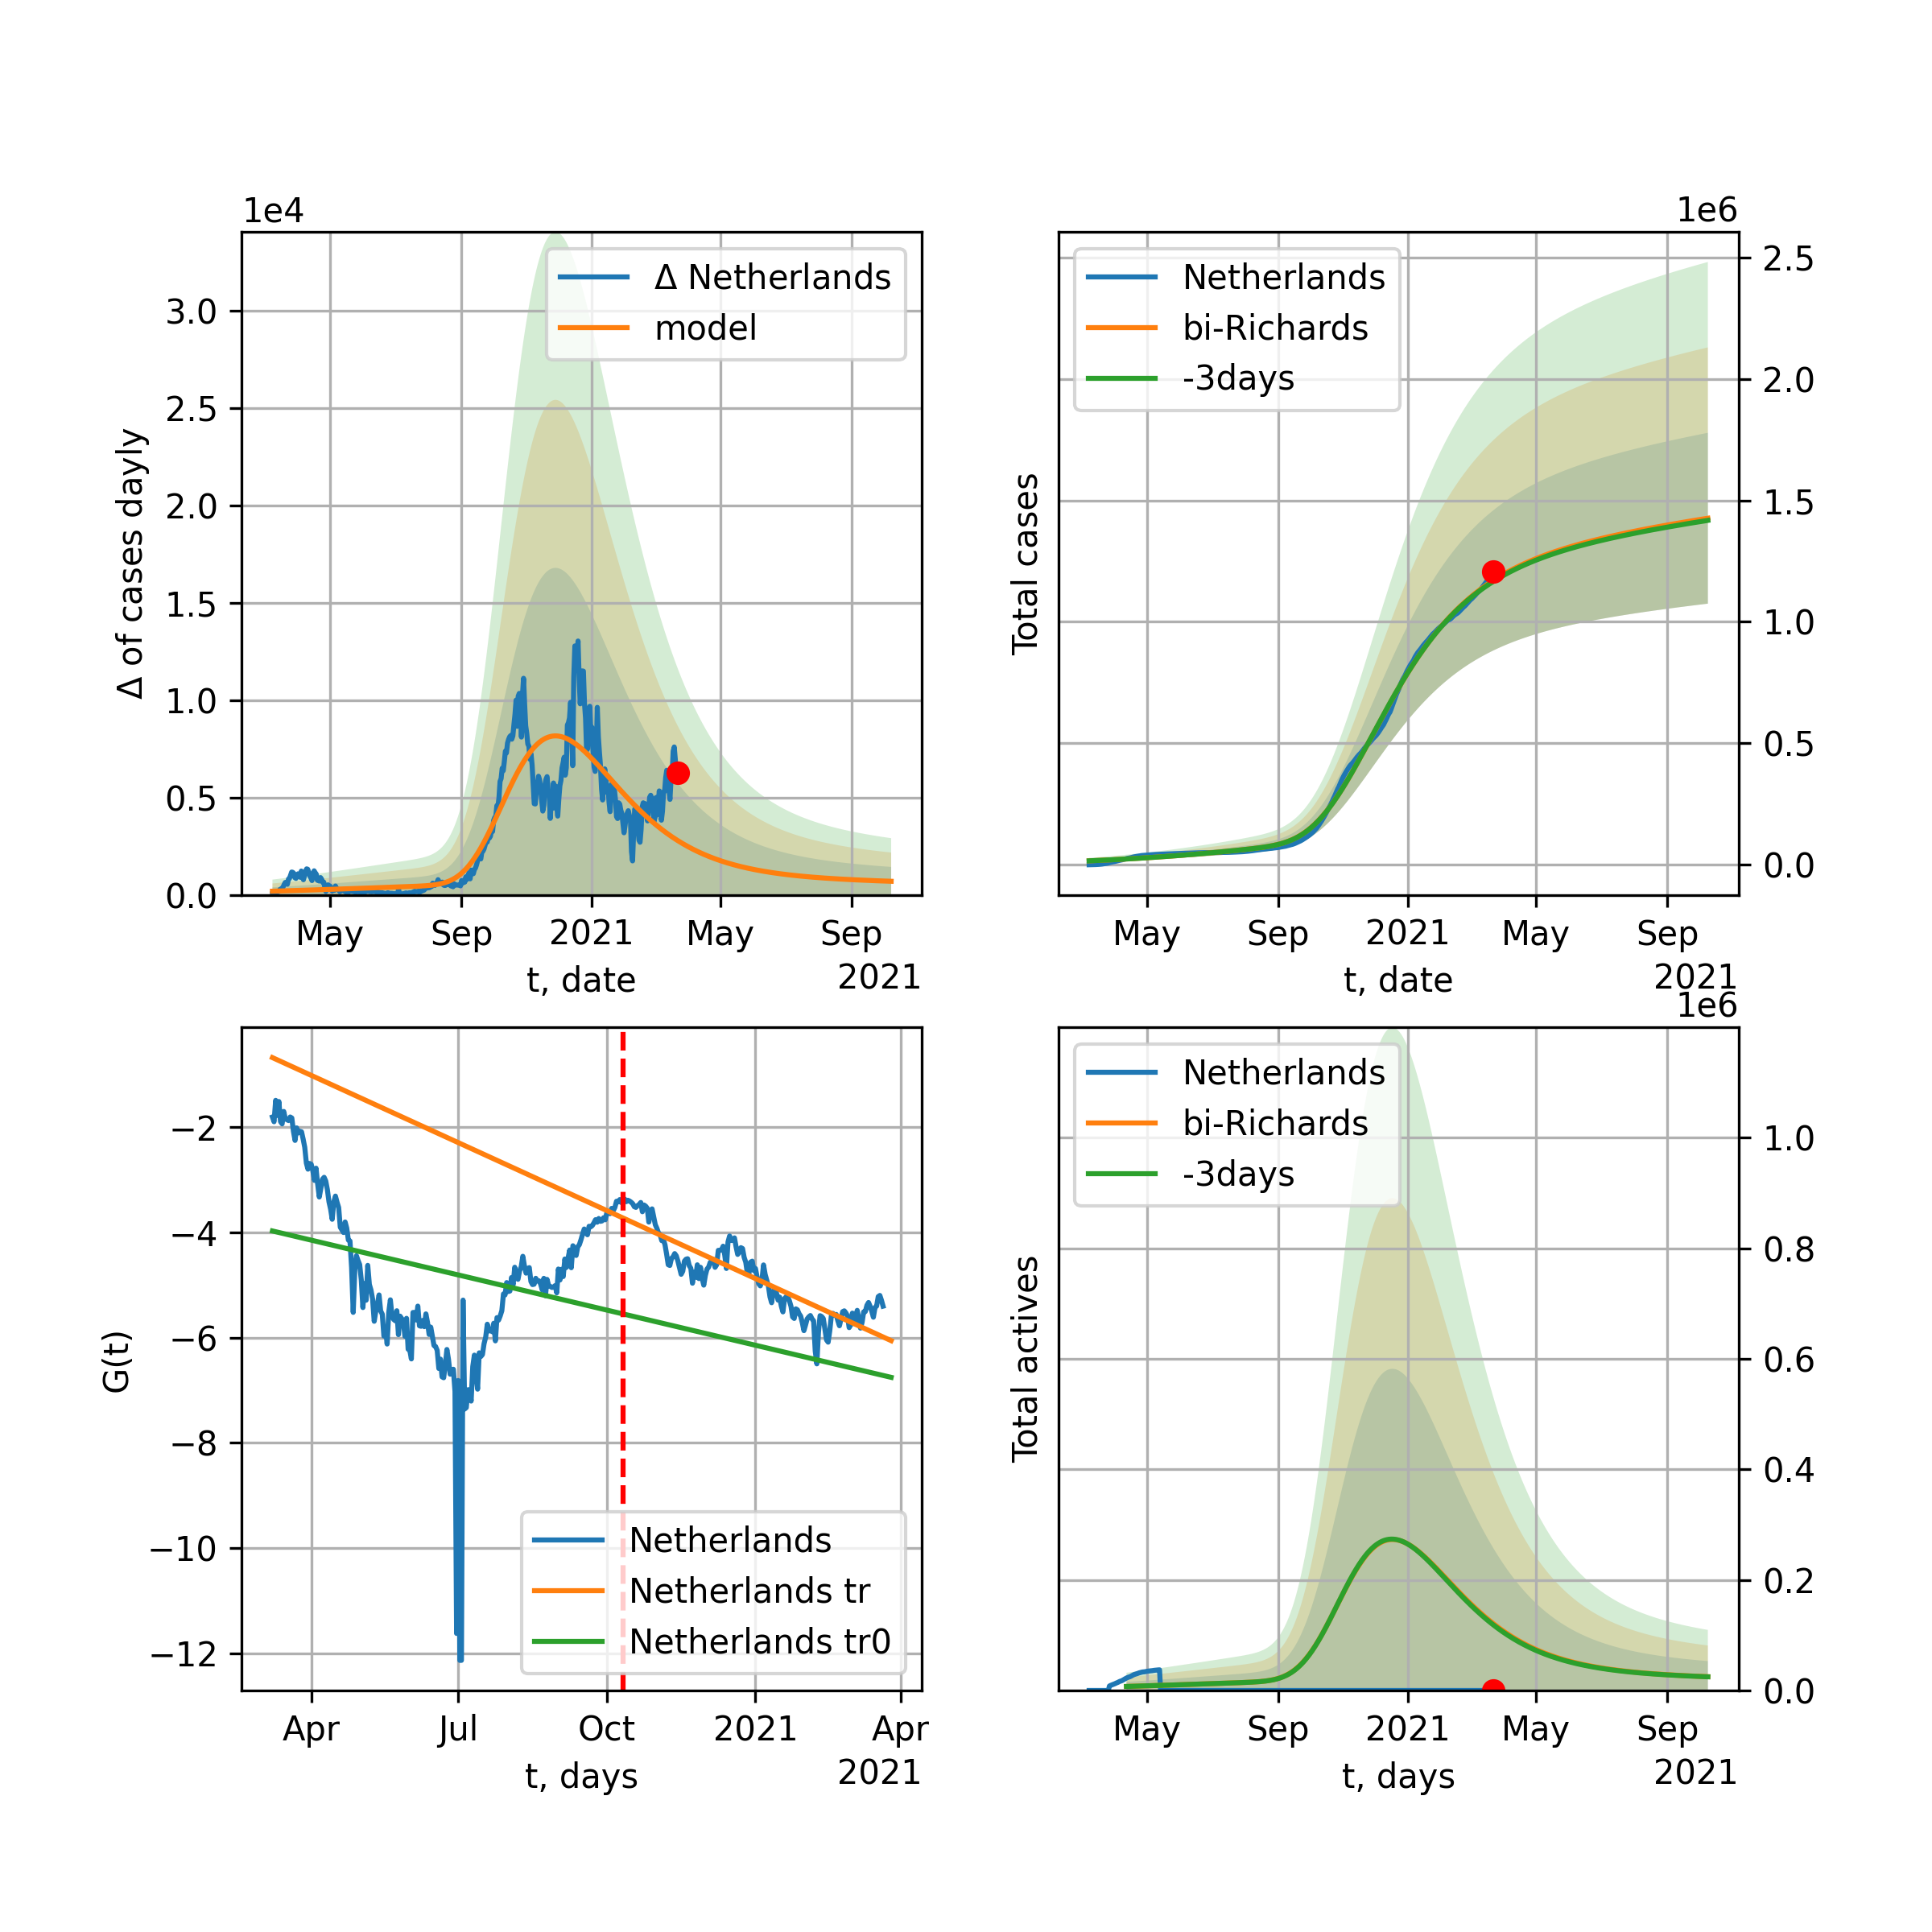 1e4
Δ Netherlands
model
3.0
2.5
2.0
1.5
1.0
0.5
0.0
Δ of cases dayly
May Sep 2021 May Sep
2021
t, date
1e6
Netherlands
bi-Richards
-3days
2.5
2.0
1.5
1.0
0.5
0.0
Total cases
May Sep 2021 May Sep
2021
t, date
Netherlands
Netherlands tr
Netherlands tr0
−2
−4
−6
−8
−10
−12
G(t)
Apr Jul Oct 2021 Apr
2021
t, days
1e6
Netherlands
bi-Richards
-3days
1.0
0.8
0.6
0.4
0.2
0.0
Total actives
May Sep 2021 May Sep
2021
t, days